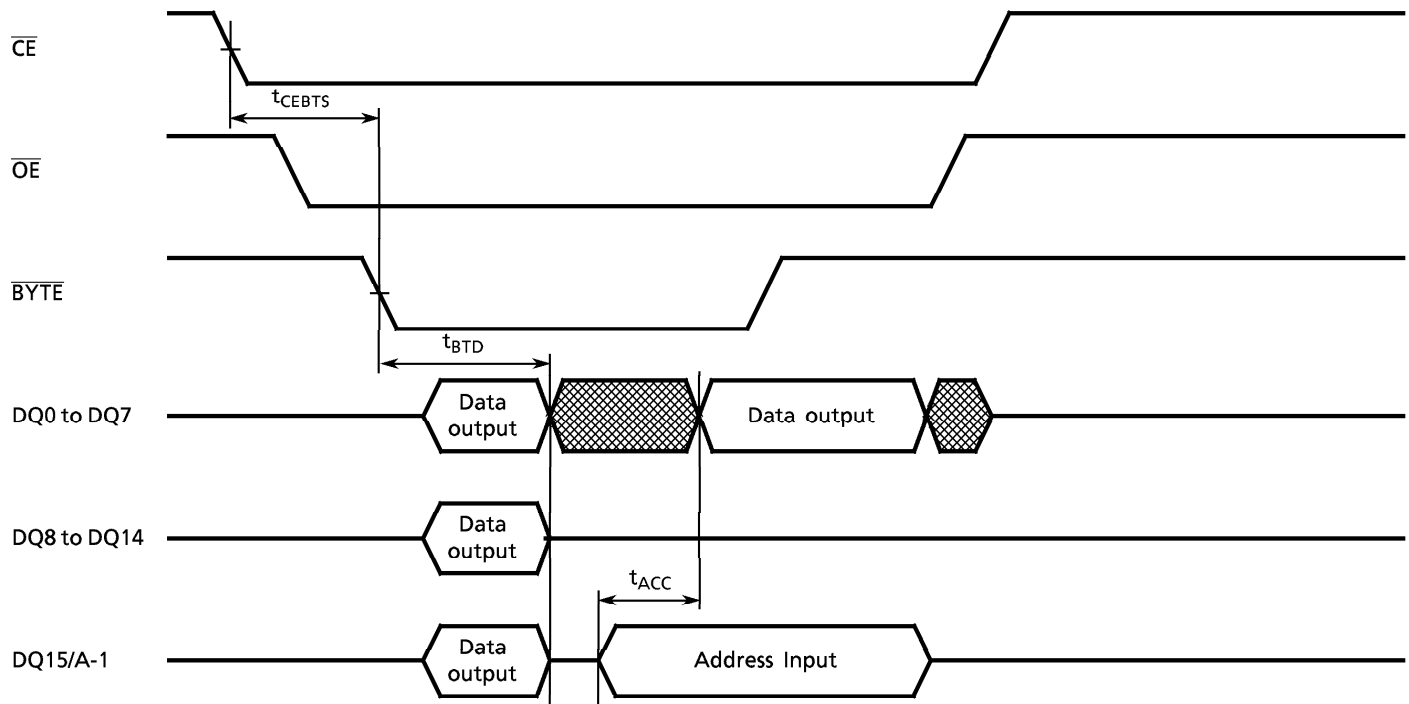 CE
tCEBTS
OE
BYTE
tBTD
DQ0 to DQ7
Data
output
Data output
DQ8 to DQ14
Data
output
tACC
DQ15/A-1
Data
output
Address Input